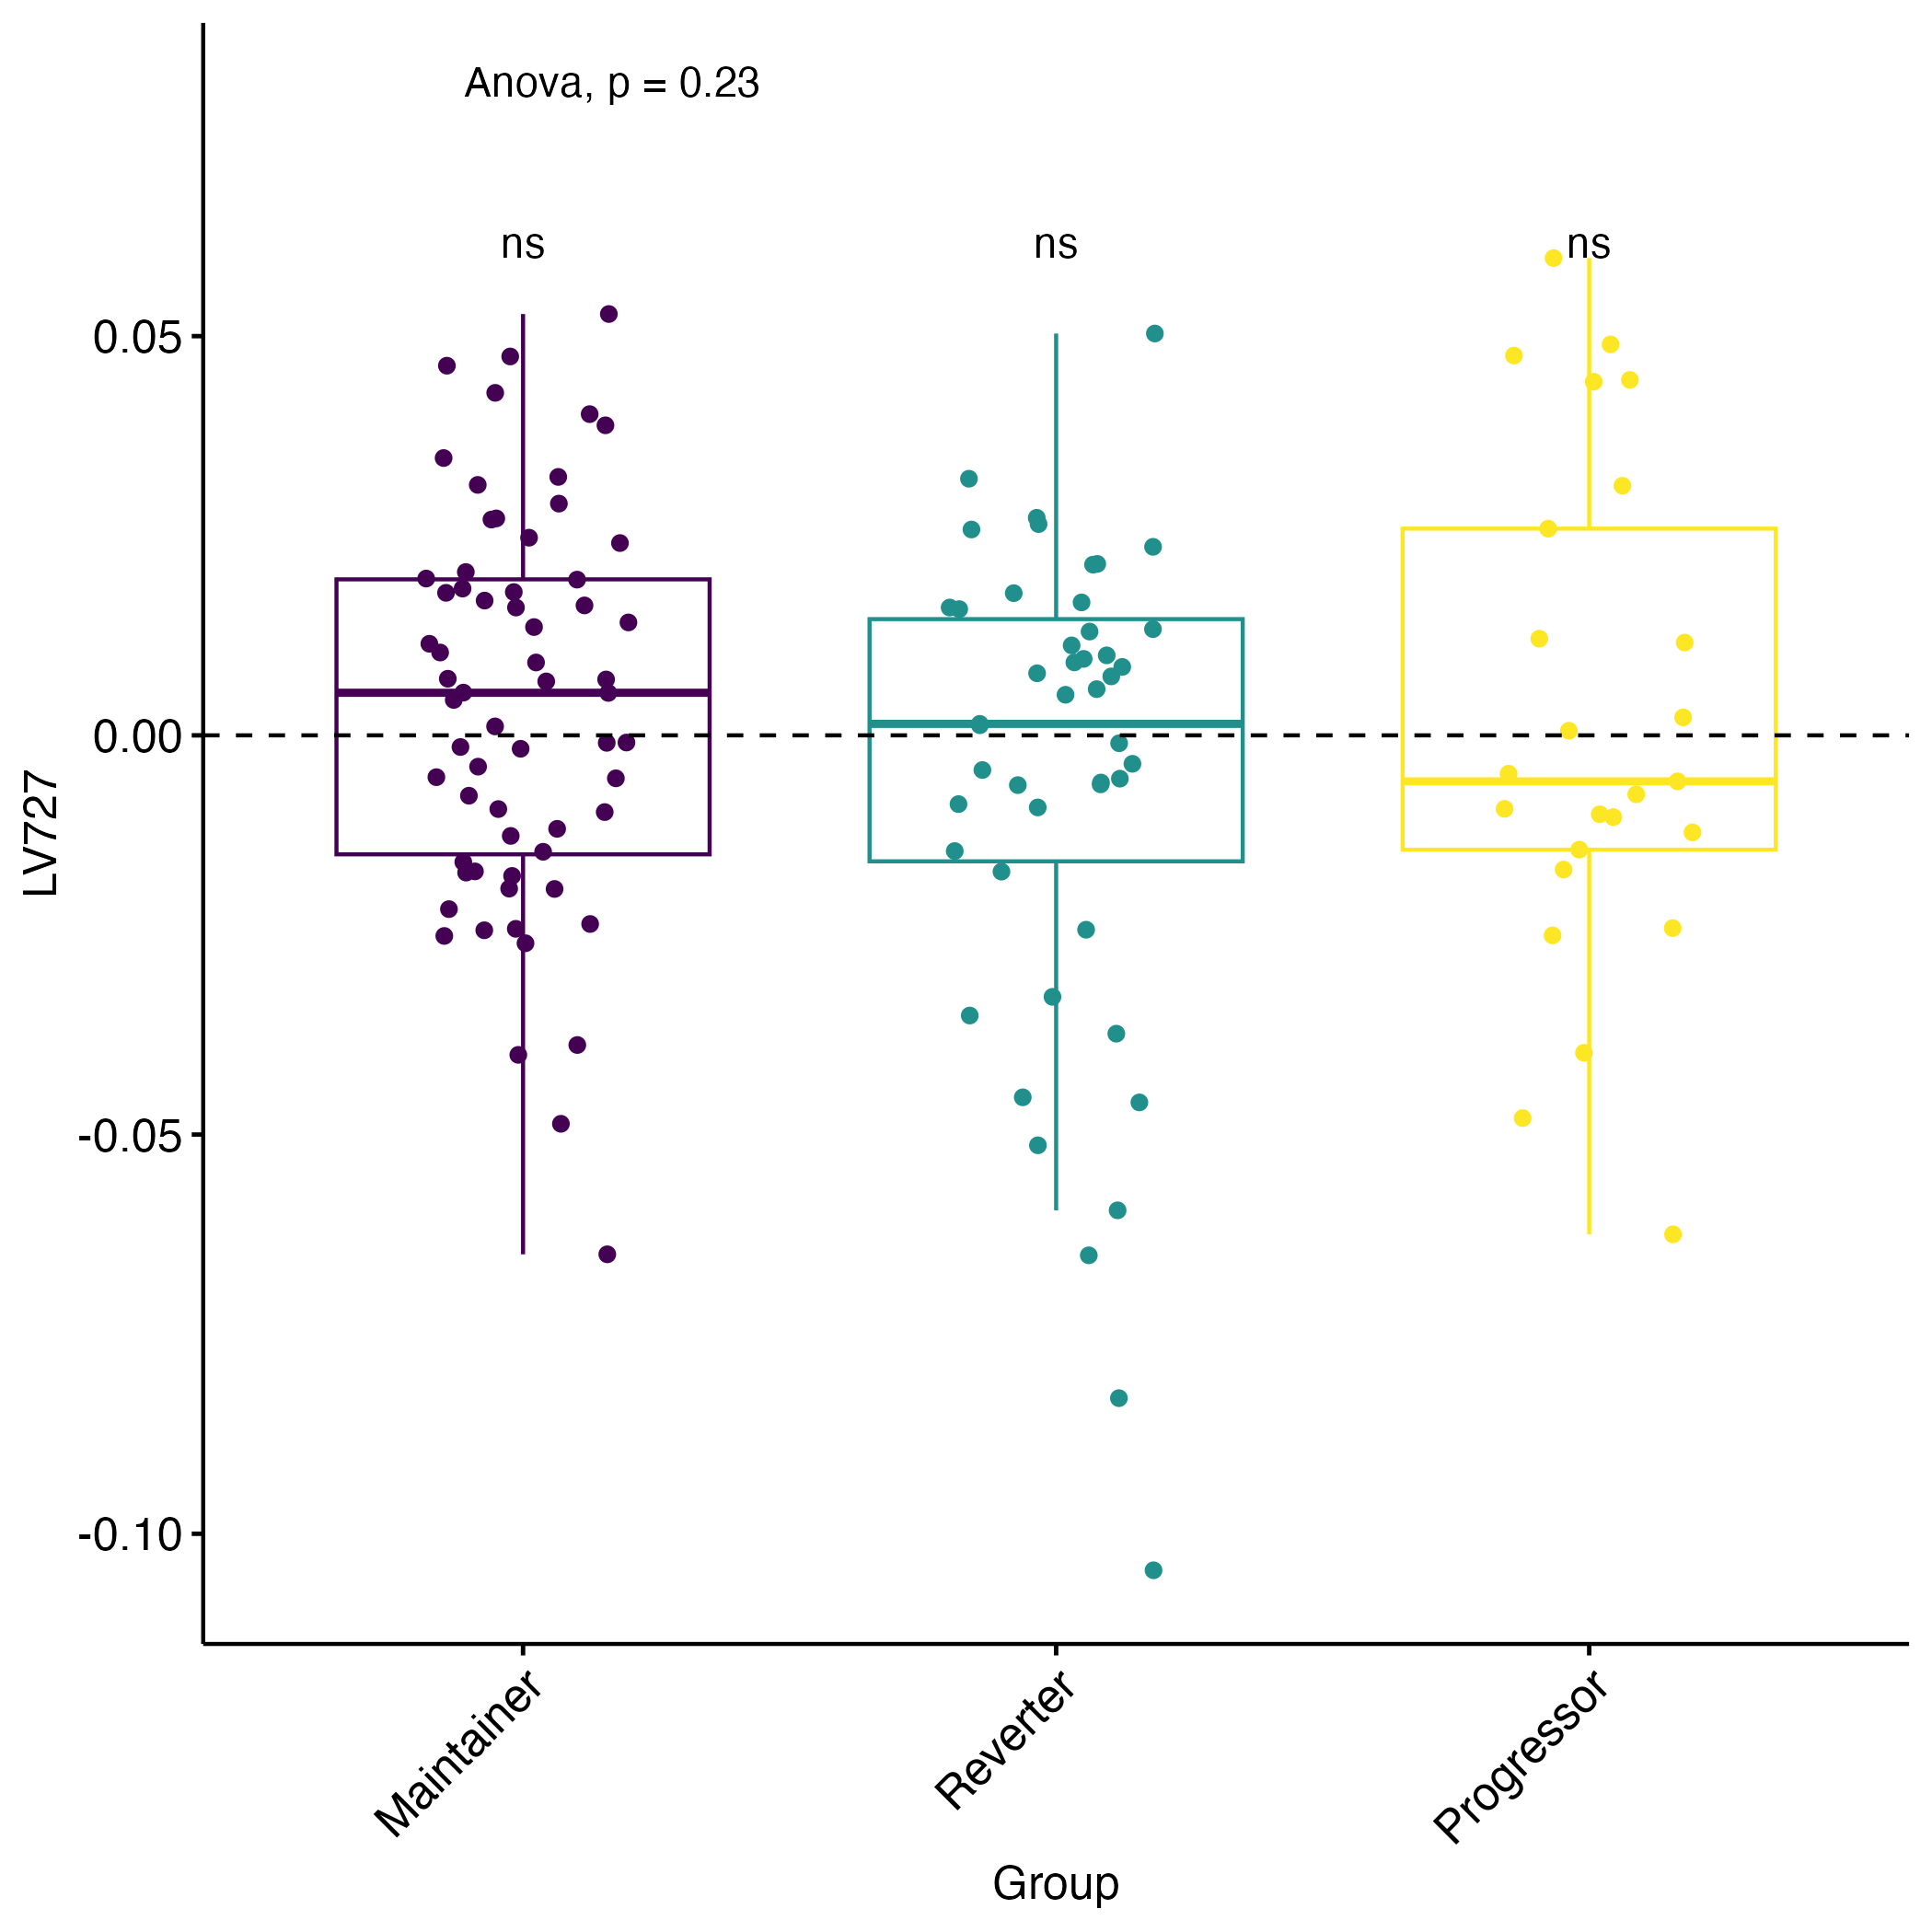 Anova, p = 0.23
ns ns ns
0.05
0.00
-0.05
-0.10
LV727
Maintainer
Reverter
Progressor
Group